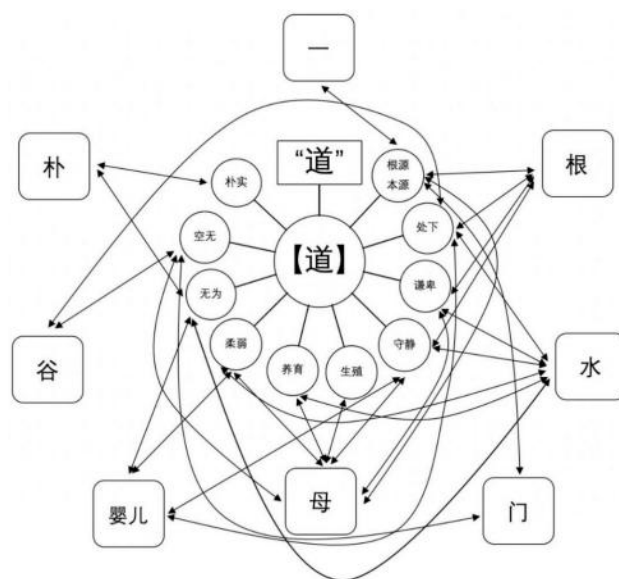 一
“道”
朴
朴实
根源
本源
根
空无
处下
【道】
无为
谦卑
柔弱
守静
养育
生殖
谷
水
婴儿
母
门